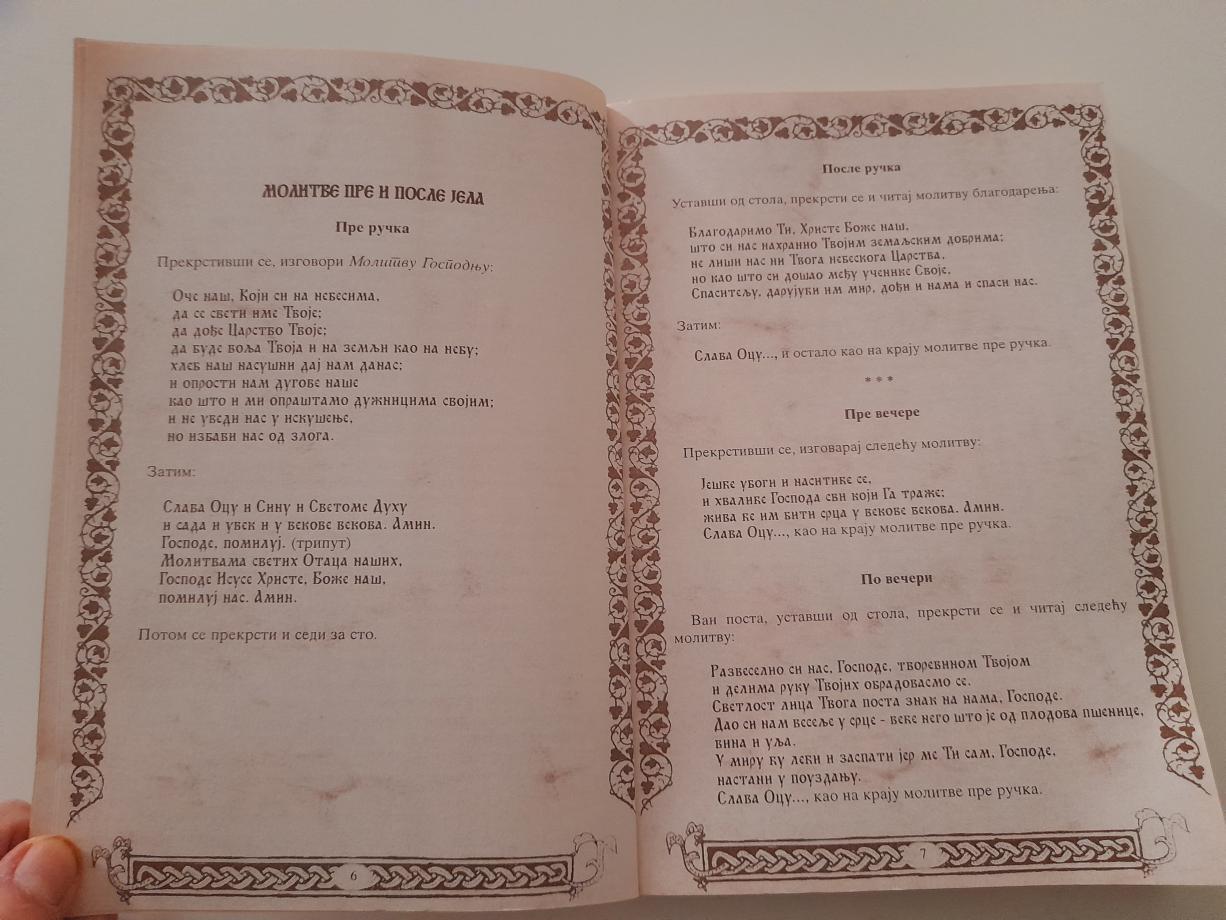 МОЛИТВЕ ПРЕ И ПОСЛЕ ЈЕЛА
Пре ручка
Прекрстивши се, изговори Молитву Господњу:
Оче наш, Који си на небесима,
да се свети име Твоје;
да дође Царство Твоје;
да буде воља Твоја и на земљи као на небу;
хлеб наш насушни дај нам данас;
и опрости нам дугове наше
као што и ми опраштамо дужницима својим;
и не уведи нас у искушење,
но избави нас од злога.
Затим:
Слава Оцу и Сину и Светоме Духу
и сада и увек и у векове векова. Амин.
Господе, помилуј. (трипут)
Молитвама светих Отаца наших,
Господе Исусе Христе, Боже наш,
помилуј нас. Амин.
Потом се прекрсти и седи за сто.
6
После ручка
Уставши од стола, прекрсти се и читај молитву благодарења:
Благодаримо Ти, Христе Боже наш,
што си нас нахранио Твојим земаљским добрима;
не лиши нас ни Твога небескога Царства,
но као што си дошао међу ученике Своје,
Спаситељу, дарујући им мир, дођи и нама и спаси нас.
Затим:
Слава Оцу..., и остало као на крају молитве пре ручка.
* * *
Пре вечере
Прекрстивши се, изговарај следећу молитву:
Јешће убоги и наситиће се,
и хвалиће Господа сви који Га траже;
жива ће им бити срца у векове векова. Амин.
Слава Оцу..., као на крају молитве пре ручка.
По вечери
Ван поста, уставши од стола, прекрсти се и читај следећу
молитву:
Развеселио си нас, Господе, творевином Твојом
и делима руку Твојих обрадовасмо се.
Светлост лица Твога поста знак на нама, Господе.
Дао си нам весеље у срце - веће него што је од плодова пшенице,
вина и уља.
У миру ћу лећи и заспати јер ме Ти сам, Господе,
настани у поуздању.
Слава Оцу..., као на крају молитве пре ручка.
7